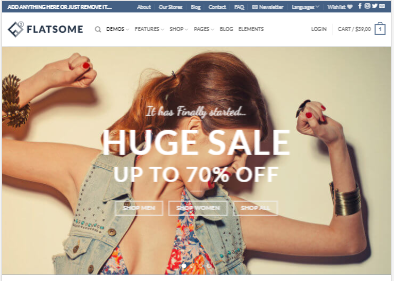 ADD ANYTHING HERE OR JUST REMOVE IT... About Our Stores Blog Contact FAQ Newsletter Languages Wishlist
FLATSOME DEMOS FEATURES SHOP PAGES BLOG ELEMENTS LOGIN CART / $39,00 1
It has Finally started...
HUGE SALE
UP TO 70% OFF
SHOP MEN SHOP WOMEN SHOP ALL